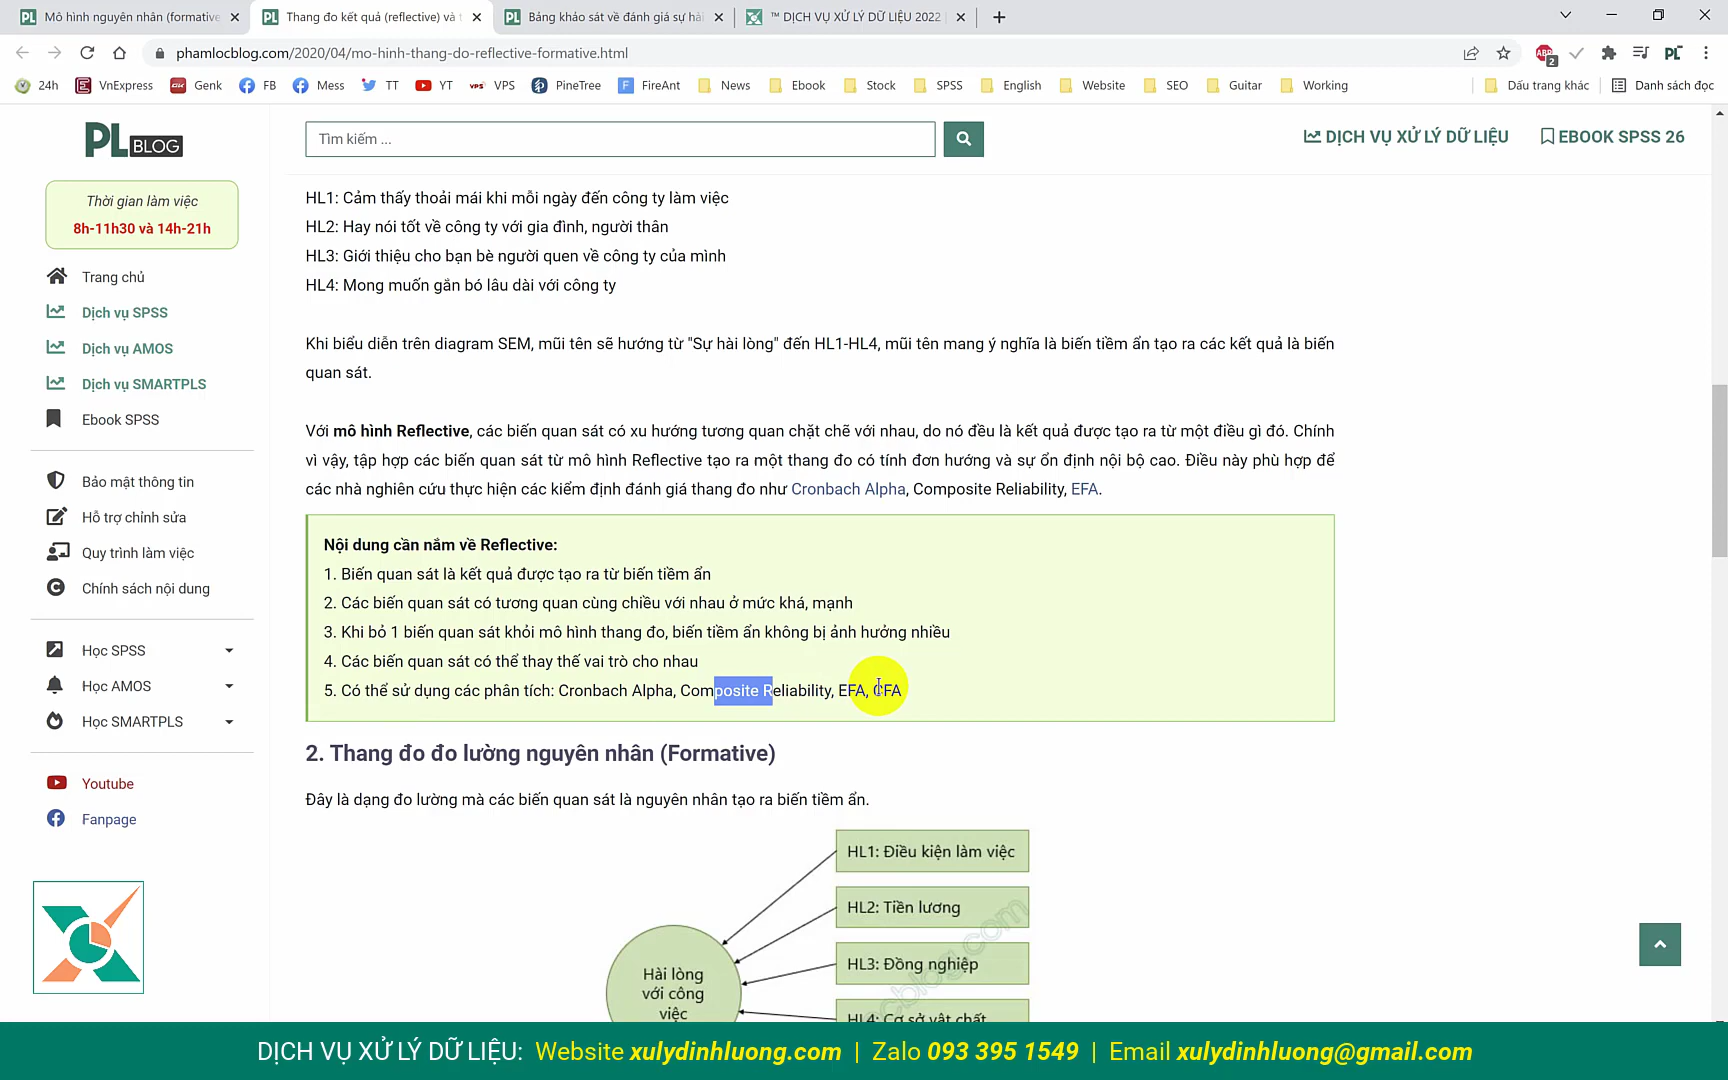 Mô hình nguyên nhân (formative
Thang đo kết quả (reflective) và t
Bảng khảo sát về đánh giá sự hài
™ DỊCH VỤ XỬ LÝ DỮ LIỆU 2022
phamlocblog.com/2020/04/mo-hinh-thang-do-reflective-formative.html
24h
VnExpress
Genk
FB
Mess
TT
YT
VPS
PineTree
FireAnt
News
Ebook
Stock
SPSS
English
Website
SEO
Guitar
Working
Dấu trang khác
Danh sách đọc
PL BLOG
Tìm kiếm ...
DỊCH VỤ XỬ LÝ DỮ LIỆU
EBOOK SPSS 26
Thời gian làm việc
8h-11h30 và 14h-21h
Trang chủ
Dịch vụ SPSS
Dịch vụ AMOS
Dịch vụ SMARTPLS
Ebook SPSS
Bảo mật thông tin
Hỗ trợ chỉnh sửa
Quy trình làm việc
Chính sách nội dung
Học SPSS
Học AMOS
Học SMARTPLS
Youtube
Fanpage
HL1: Cảm thấy thoải mái khi mỗi ngày đến công ty làm việc
HL2: Hay nói tốt về công ty với gia đình, người thân
HL3: Giới thiệu cho bạn bè người quen về công ty của mình
HL4: Mong muốn gắn bó lâu dài với công ty
Khi biểu diễn trên diagram SEM, mũi tên sẽ hướng từ "Sự hài lòng" đến HL1-HL4, mũi tên mang ý nghĩa là biến tiềm ẩn tạo ra các kết quả là biến
quan sát.
Với mô hình Reflective, các biến quan sát có xu hướng tương quan chặt chẽ với nhau, do nó đều là kết quả được tạo ra từ một điều gì đó. Chính
vì vậy, tập hợp các biến quan sát từ mô hình Reflective tạo ra một thang đo có tính đơn hướng và sự ổn định nội bộ cao. Điều này phù hợp để
các nhà nghiên cứu thực hiện các kiểm định đánh giá thang đo như Cronbach Alpha, Composite Reliability, EFA.
Nội dung cần nắm về Reflective:
1. Biến quan sát là kết quả được tạo ra từ biến tiềm ẩn
2. Các biến quan sát có tương quan cùng chiều với nhau ở mức khá, mạnh
3. Khi bỏ 1 biến quan sát khỏi mô hình thang đo, biến tiềm ẩn không bị ảnh hưởng nhiều
4. Các biến quan sát có thể thay thế vai trò cho nhau
5. Có thể sử dụng các phân tích: Cronbach Alpha, Composite Reliability, EFA, CFA
2. Thang đo đo lường nguyên nhân (Formative)
Đây là dạng đo lường mà các biến quan sát là nguyên nhân tạo ra biến tiềm ẩn.
HL1: Điều kiện làm việc
HL2: Tiền lương
HL3: Đồng nghiệp
HL4: Cơ sở vật chất
Hài lòng
với công
việc
DỊCH VỤ XỬ LÝ DỮ LIỆU: Website xulydinhluong.com | Zalo 093 395 1549 | Email xulydinhluong@gmail.com